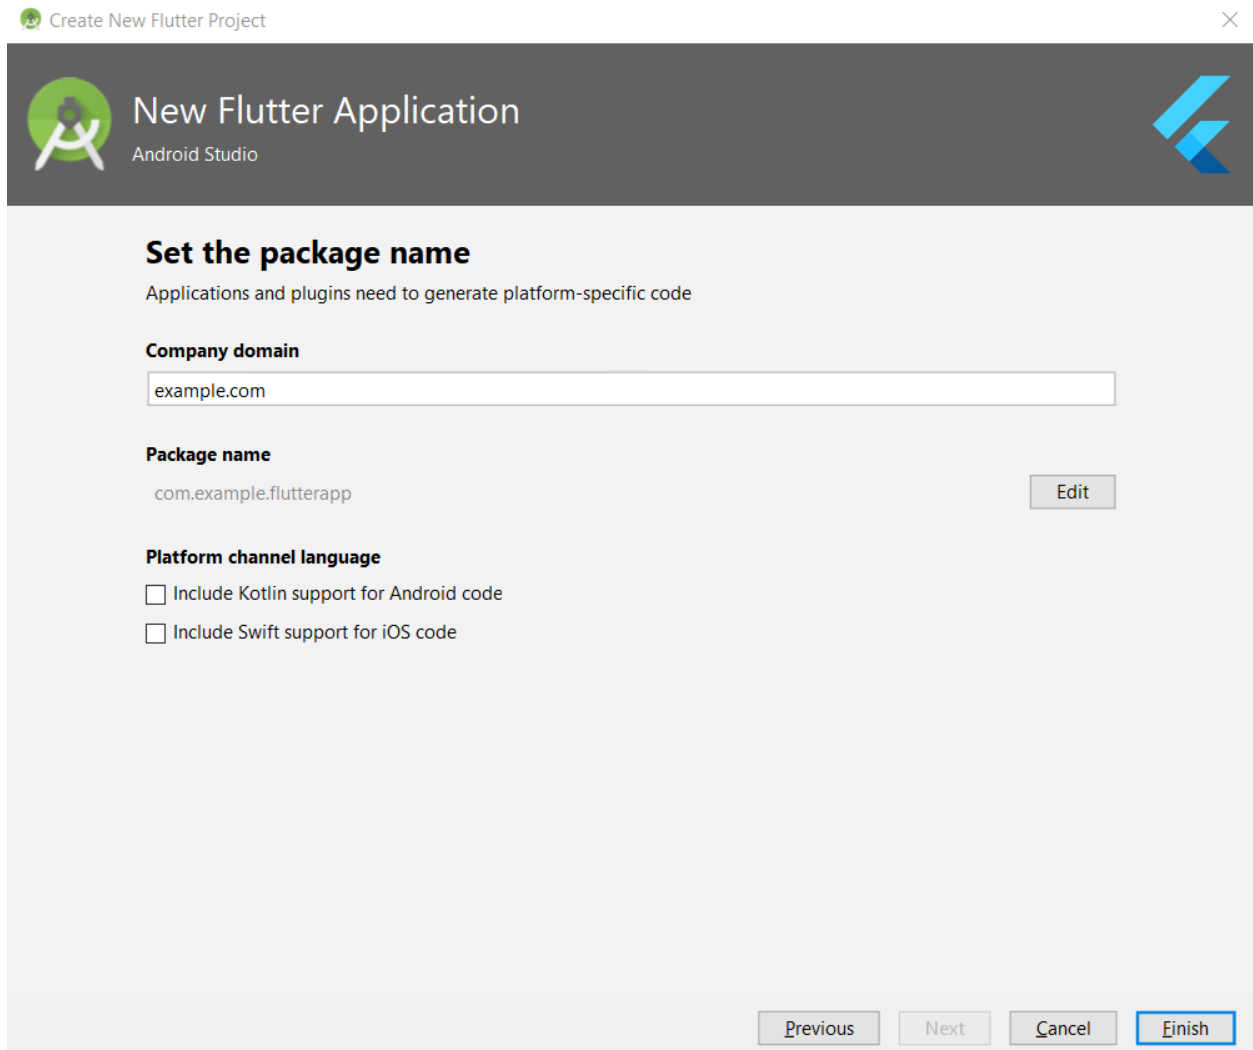 Create New Flutter Project
New Flutter Application
Android Studio
Set the package name
Applications and plugins need to generate platform-specific code
Company domain
example.com
Package name
com.example.flutterapp
Edit
Platform channel language
Include Kotlin support for Android code
Include Swift support for iOS code
Previous Next Cancel Finish